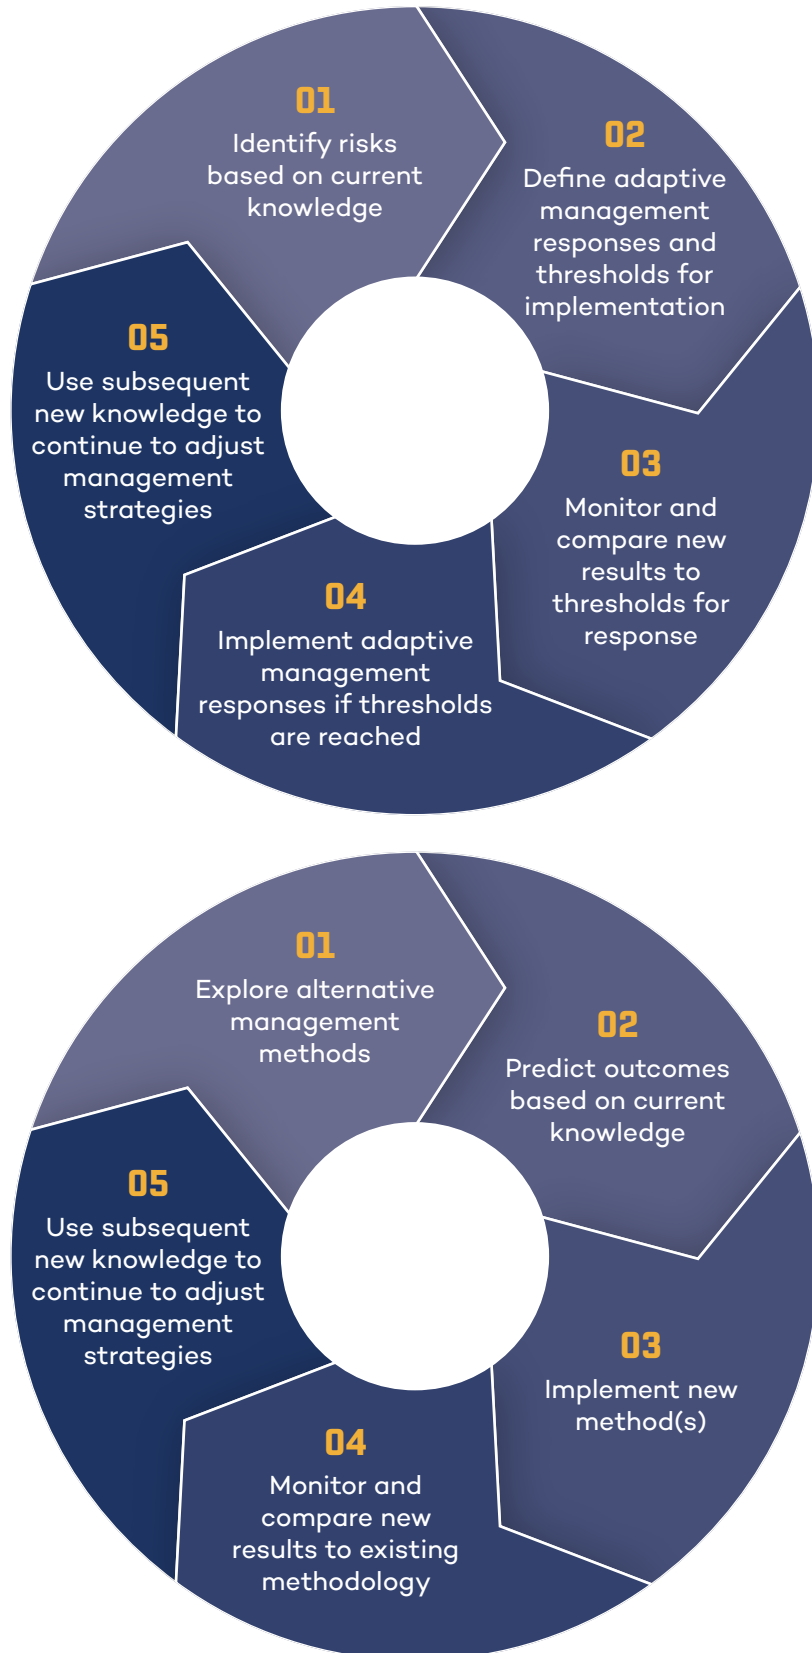 01
Identify risks
based on current
knowledge
02
Define adaptive
management
responses and
thresholds for
implementation
03
Monitor and
compare new
results to
thresholds for
response
04
Implement adaptive
management
responses if thresholds
are reached
05
Use subsequent
new knowledge to
continue to adjust
management
strategies
01
Explore alternative
management
methods
02
Predict outcomes
based on current
knowledge
03
Implement new
method(s)
04
Monitor and
compare new
results to existing
methodology
05
Use subsequent
new knowledge to
continue to adjust
management
strategies